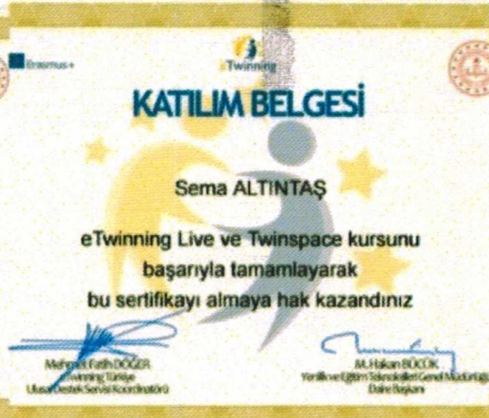 Erasmus+
eTwinning
KATILIM BELGESİ
Sema ALTINTAŞ
eTwinning Live ve Twinspace kursunu
başarıyla tamamlayarak
bu sertifikayı almaya hak kazandınız
Mehmet Fatih DÖĞER
eTwinning Türkiye
Ulusal Destek Servisi Koordinatörü
M. Hakan BÜCÜK
Yenilik ve Eğitim Teknolojileri Genel Müdürlüğü
Daire Başkanı